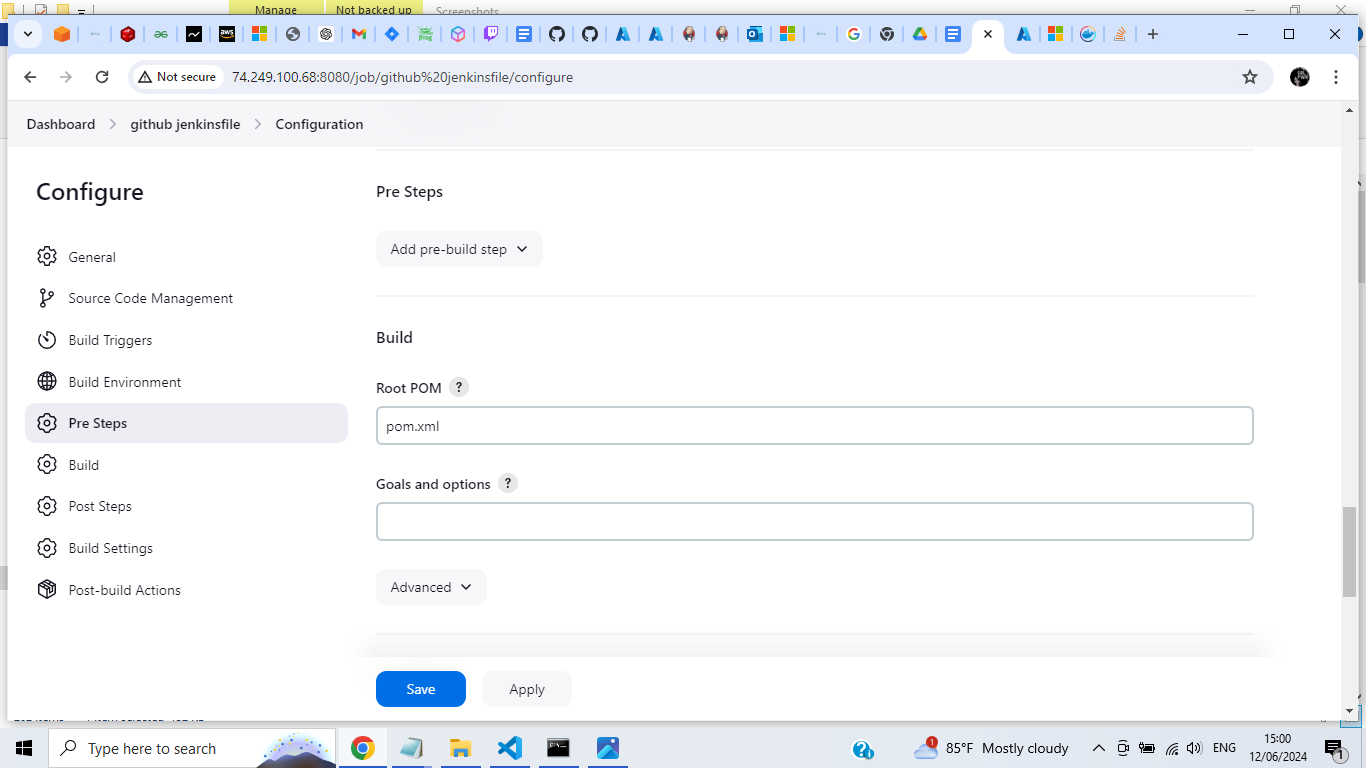 Manage
Not backed up
Screenshots
aws
Not secure
74.249.100.68:8080/job/github%20jenkinsfile/configure
Dashboard
github jenkinsfile
Configuration
Configure
General
Source Code Management
Build Triggers
Build Environment
Pre Steps
Build
Post Steps
Build Settings
Post-build Actions
Pre Steps
Add pre-build step
Build
Root POM ?
pom.xml
Goals and options ?
Advanced
Save
Apply
Type here to search
1
85°F Mostly cloudy
ENG
15:00
12/06/2024
1